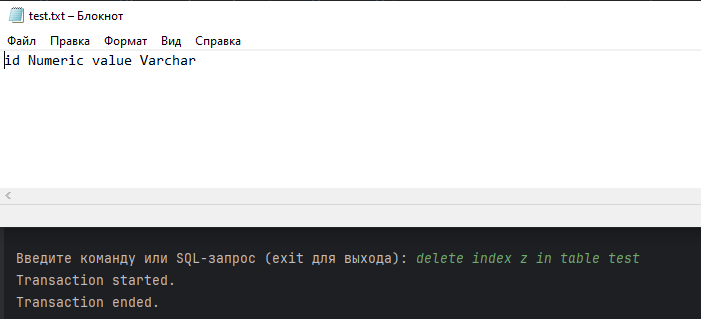 test.txt – Блокнот
Файл Правка Формат Вид Справка
id Numeric value Varchar
Введите команду или SQL-запрос (exit для выхода): delete index z in table test
Transaction started.
Transaction ended.